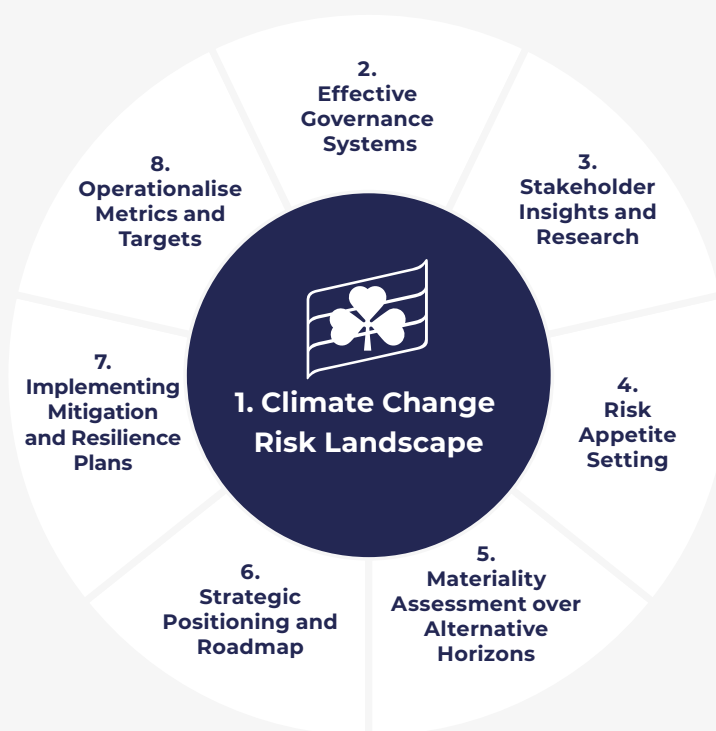 1. Climate Change
Risk Landscape
2.
Effective
Governance
Systems
3.
Stakeholder
Insights and
Research
4.
Risk
Appetite
Setting
5.
Materiality
Assessment over
Alternative
Horizons
6.
Strategic
Positioning and
Roadmap
7.
Implementing
Mitigation
and Resilience
Plans
8.
Operationalise
Metrics and
Targets